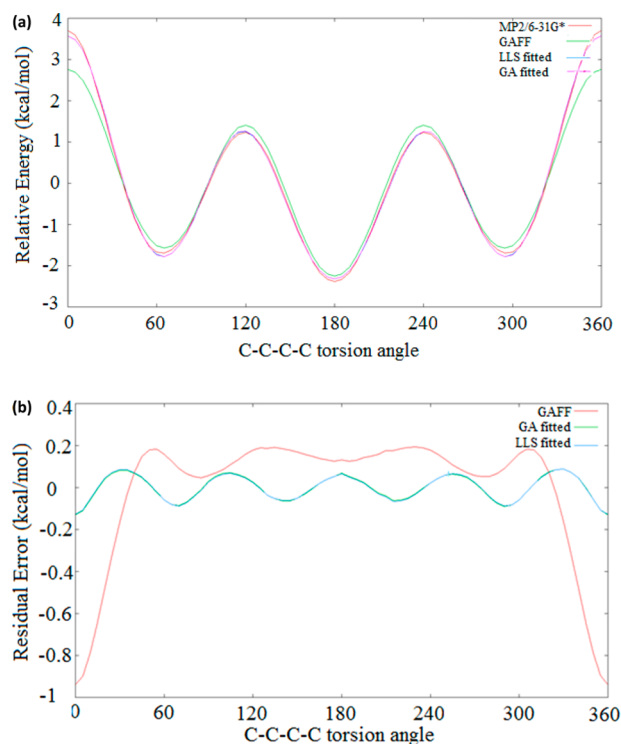 (a)
4
3
2
1
0
-1
-2
-3
Relative Energy (kcal/mol)
MP2/6-31G*
GAFF
LLS fitted
GA fitted
0 60 120 180 240 300 360
C-C-C-C torsion angle
(b)
0.4
0.2
0
-0.2
-0.4
-0.6
-0.8
-1
Residual Error (kcal/mol)
GAFF
GA fitted
LLS fitted
0 60 120 180 240 300 360
C-C-C-C torsion angle